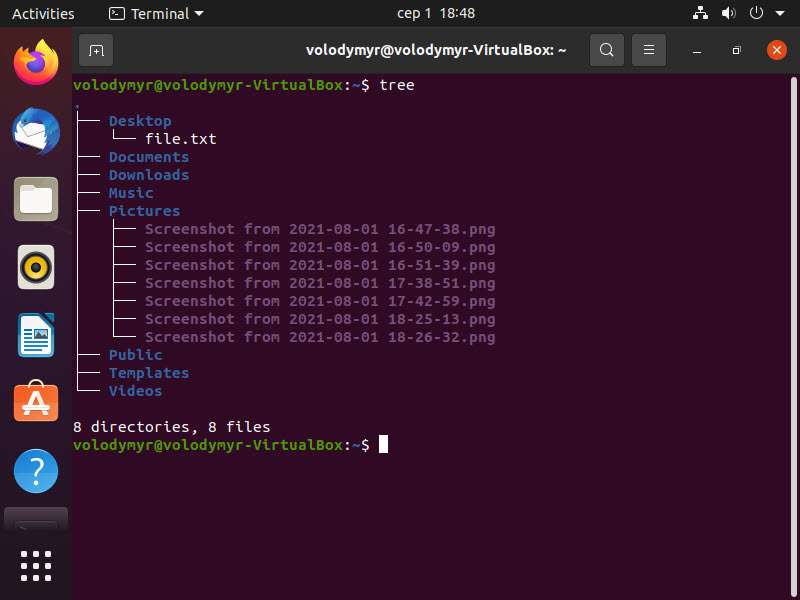 Activities Terminal сер 1 18:48
volodymyr@volodymyr-VirtualBox: ~
volodymyr@volodymyr-VirtualBox:~$ tree
.
├── Desktop
│   └── file.txt
├── Documents
├── Downloads
├── Music
├── Pictures
│   ├── Screenshot from 2021-08-01 16-47-38.png
│   ├── Screenshot from 2021-08-01 16-50-09.png
│   ├── Screenshot from 2021-08-01 16-51-39.png
│   ├── Screenshot from 2021-08-01 17-38-51.png
│   ├── Screenshot from 2021-08-01 17-42-59.png
│   ├── Screenshot from 2021-08-01 18-25-13.png
│   └── Screenshot from 2021-08-01 18-26-32.png
├── Public
├── Templates
└── Videos
8 directories, 8 files
volodymyr@volodymyr-VirtualBox:~$